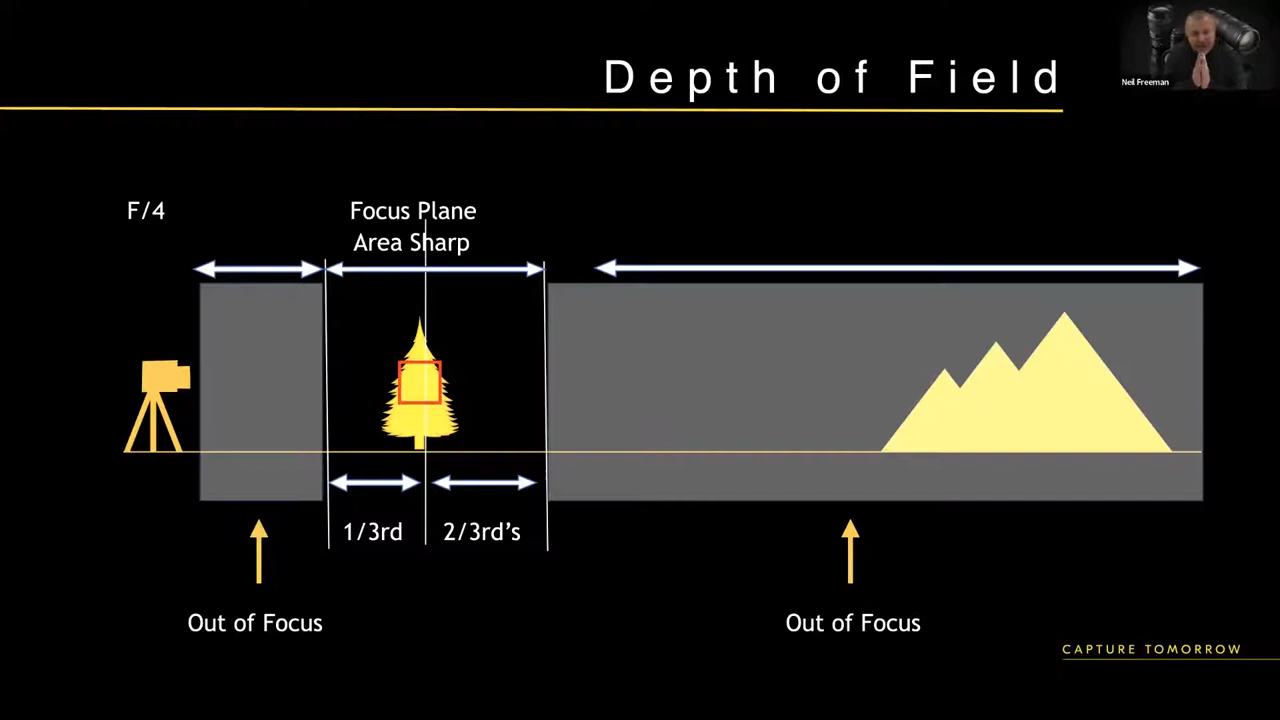 Depth of Field
Neil Freeman
F/4
Focus Plane
Area Sharp
1/3rd
2/3rd's
Out of Focus
Out of Focus
CAPTURE TOMORROW